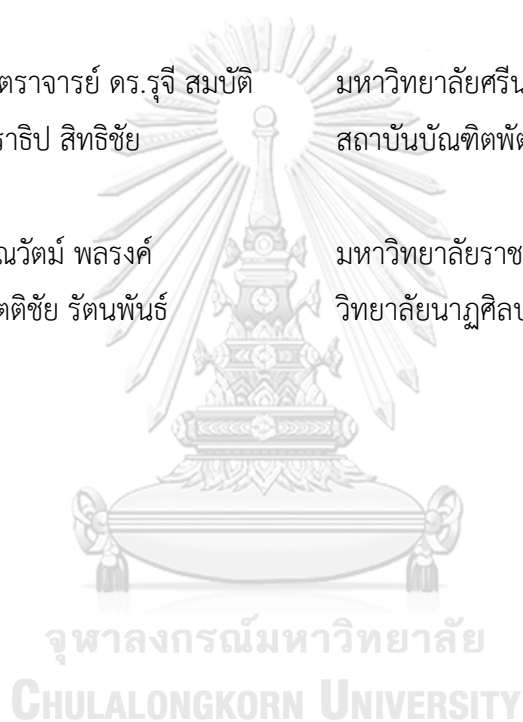 ตราจารย์ ดร.รุจี สมบัติ มหาวิทยาลัยศรีน
ราธิป สิทธิชัย สถาบันบัณฑิตพัต
ณวัตม์ พลรงค์ มหาวิทยาลัยราช
ตติชัย รัตนพันธ์ วิทยาลัยนาฏศิลป
จุฬาลงกรณ์มหาวิทยาลัย
CHULALONGKORN UNIVERSITY